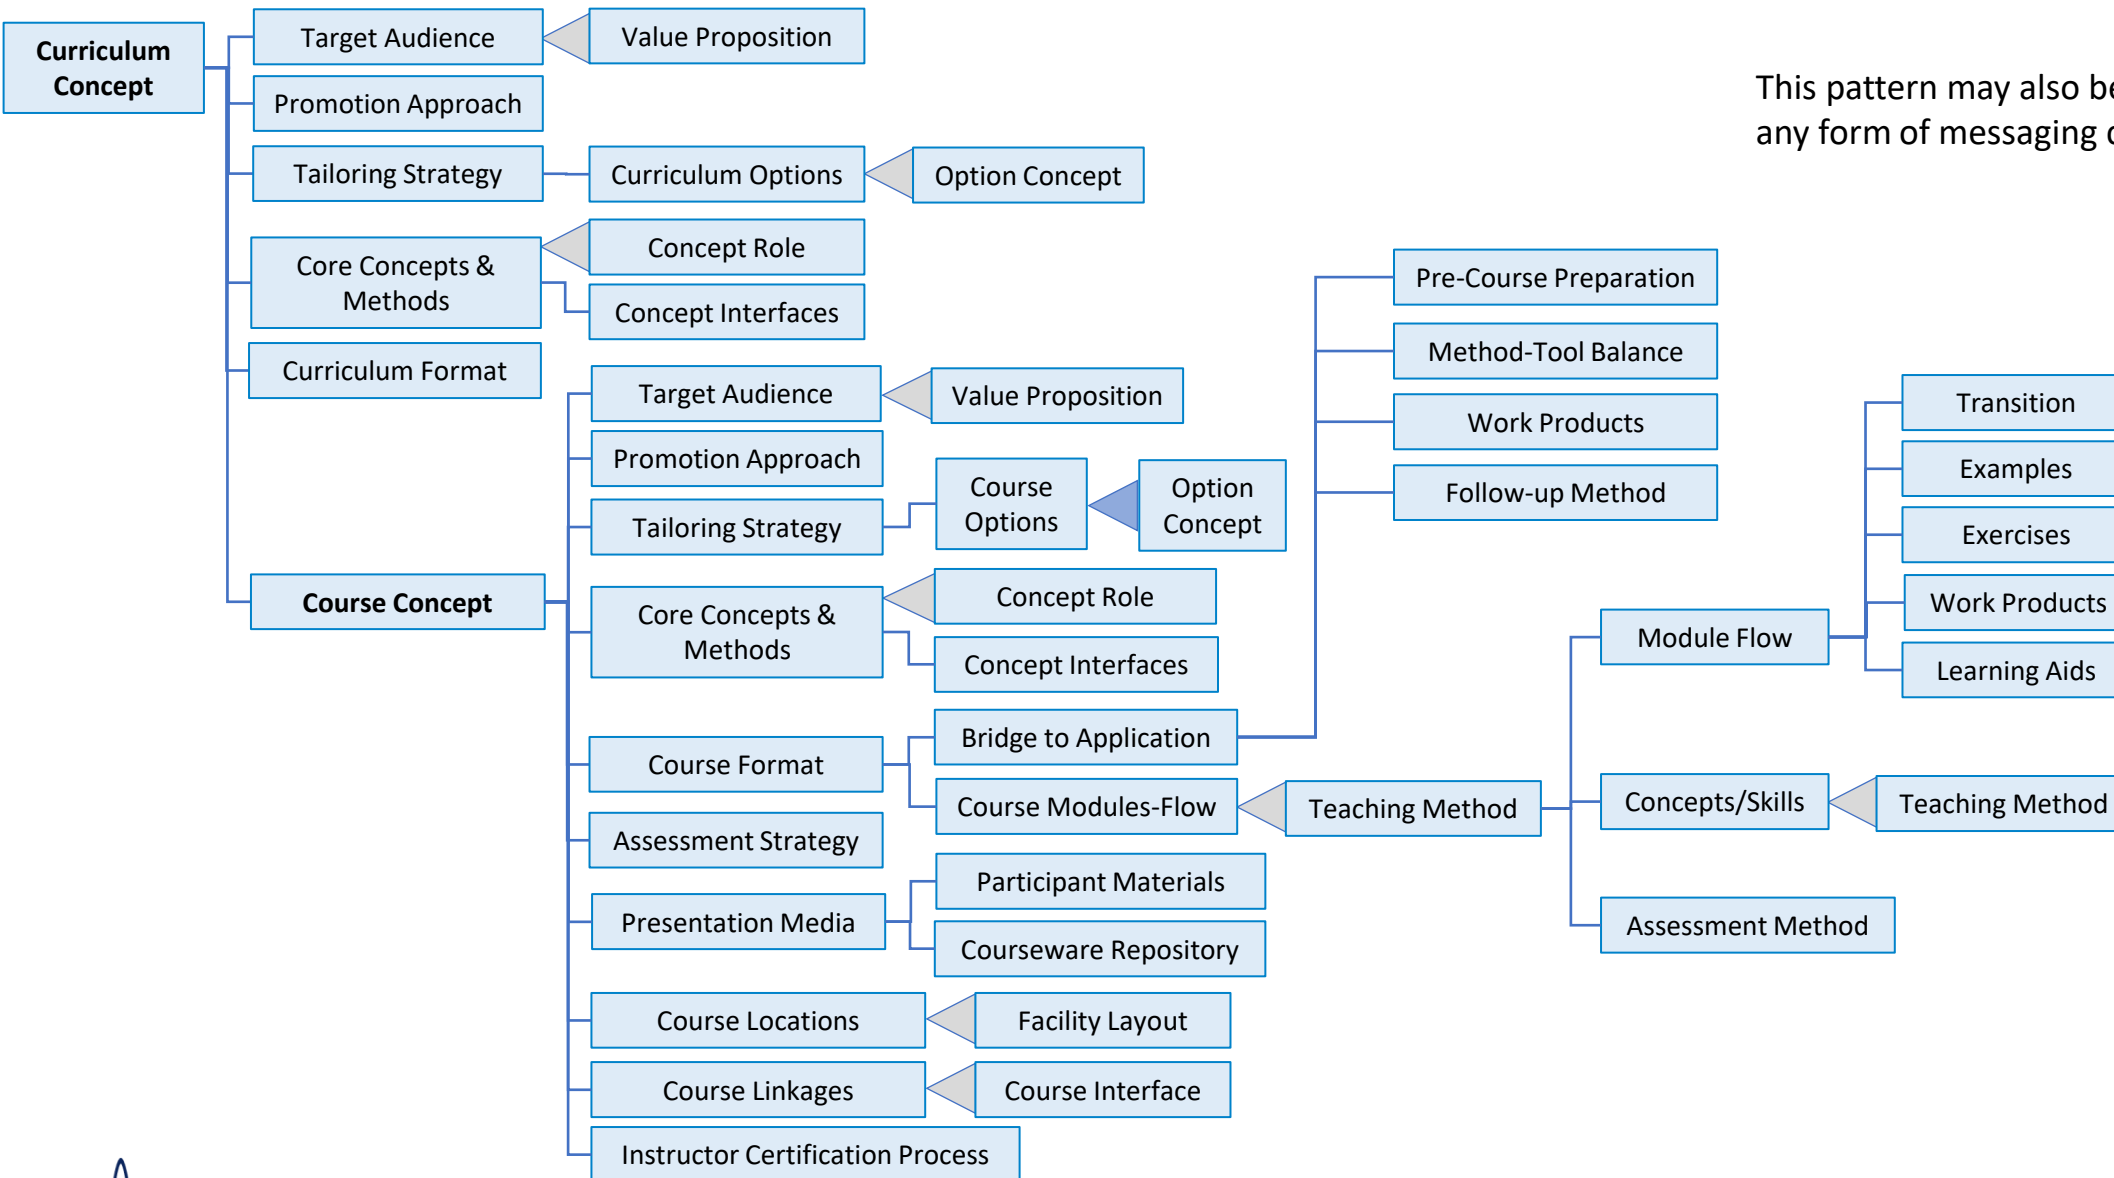 Curriculum
Concept
Target Audience
Value Proposition
Promotion Approach
Tailoring Strategy
Curriculum Options
Option Concept
Core Concepts &
Methods
Concept Role
Concept Interfaces
Curriculum Format
Course Concept
Target Audience
Value Proposition
Promotion Approach
Tailoring Strategy
Course
Options
Option
Concept
Core Concepts &
Methods
Concept Role
Concept Interfaces
Course Format
Bridge to Application
Course Modules-Flow
Assessment Strategy
Presentation Media
Participant Materials
Courseware Repository
Course Locations
Facility Layout
Course Linkages
Course Interface
Instructor Certification Process
Pre-Course Preparation
Method-Tool Balance
Work Products
Follow-up Method
Teaching Method
Module Flow
Transition
Examples
Exercises
Work Products
Learning Aids
Concepts/Skills
Teaching Method
Assessment Method
This pattern may also be
any form of messaging